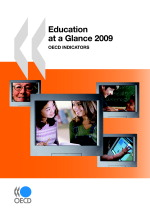 Education
at a Glance 2009
OECD INDICATORS
OECD